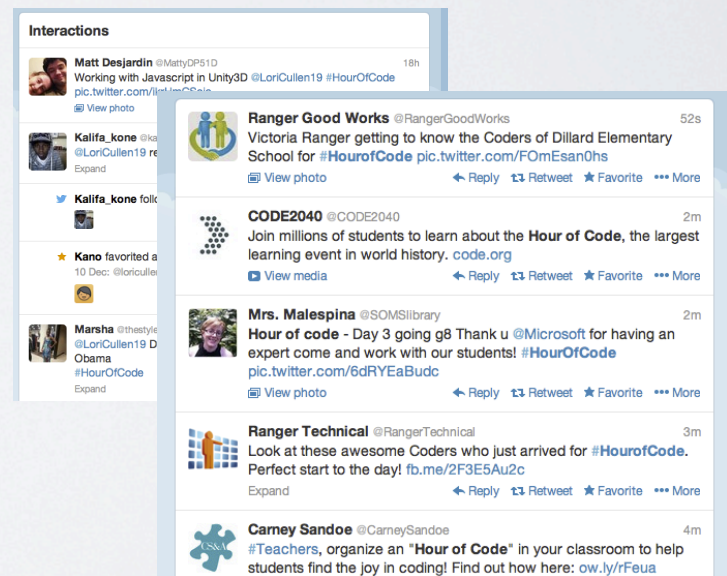 Interactions
Matt Desjardin @MattyDP51D 18h
Working with Javascript in Unity3D @LoriCullen19 #HourOfCode
View photo
Kalifa_kone
@LoriCullen19
Expand
Kalifa_kone
Kano favorited a
10 Dec:
Marsha
@LoriCullen19 D
Obama
#HourOfCode
Expand
Ranger Good Works @RangerGoodWorks 52s
Victoria Ranger getting to know the Coders of Dillard Elementary
School for #HourofCode pic.twitter.com/FOmEsan0hs
View photo Reply Retweet Favorite More
CODE2040 @CODE2040 2m
Join millions of students to learn about the Hour of Code, the largest
learning event in world history. code.org
View media Reply Retweet Favorite More
Mrs. Malespina @SOMSlibrary 2m
Hour of code - Day 3 going g8 Thank u @Microsoft for having an
expert come and work with our students! #HourOfCode
pic.twitter.com/6dRYEaBudc
View photo Reply Retweet Favorite More
Ranger Technical @RangerTechnical 3m
Look at these awesome Coders who just arrived for #HourofCode.
Perfect start to the day! fb.me/2F3E5Au2c
Expand Reply Retweet Favorite More
CS&A
Carney Sandoe @CarneySandoe 4m
#Teachers, organize an "Hour of Code" in your classroom to help
students find the joy in coding! Find out how here: ow.ly/rFeua